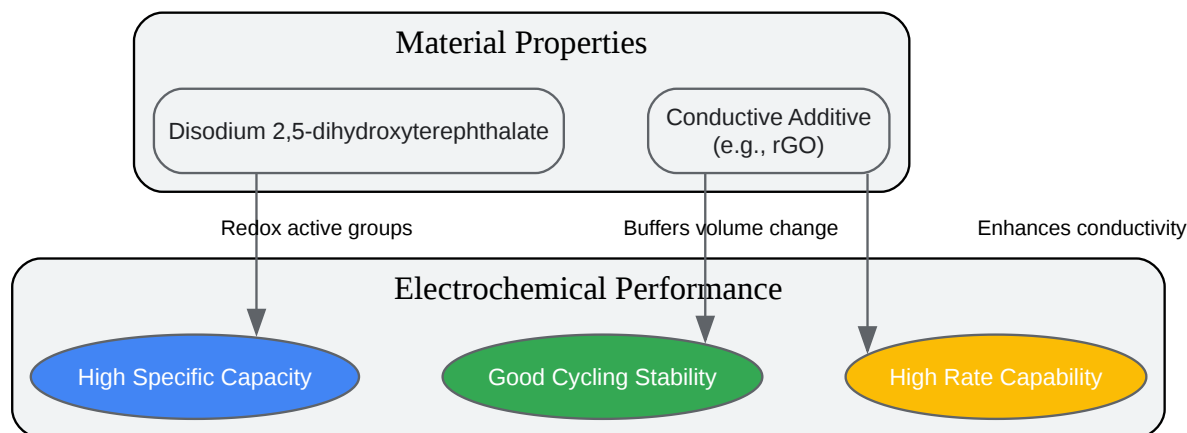 Material Properties
Disodium 2,5-dihydroxyterephthalate
Conductive Additive
(e.g., rGO)
Redox active groups
Buffers volume change
Enhances conductivity
Electrochemical Performance
High Specific Capacity
Good Cycling Stability
High Rate Capability